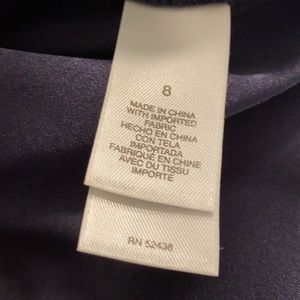 8
MADE IN CHINA
WITH IMPORTED
FABRIC
HECHO EN CHINA
CON TELA
IMPORTADA
FABRIQUÉ EN CHINE
AVEC DU TISSU
IMPORTE
RN 52436